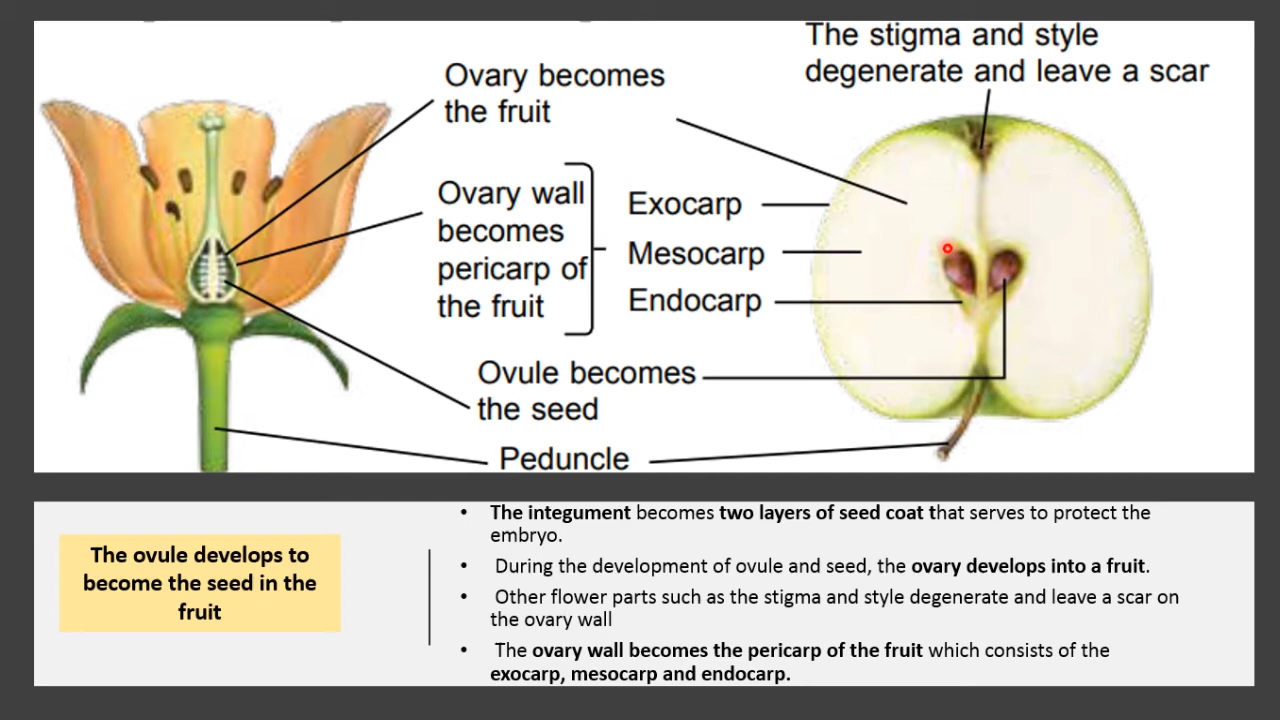 The stigma and style
degenerate and leave a scar
Ovary becomes
the fruit
Ovary wall
becomes
pericarp of
the fruit
Exocarp
Mesocarp
Endocarp
Ovule becomes
the seed
Peduncle
The ovule develops to
become the seed in the
fruit
• The integument becomes two layers of seed coat that serves to protect the
embryo.
• During the development of ovule and seed, the ovary develops into a fruit.
• Other flower parts such as the stigma and style degenerate and leave a scar on
the ovary wall
• The ovary wall becomes the pericarp of the fruit which consists of the
exocarp, mesocarp and endocarp.